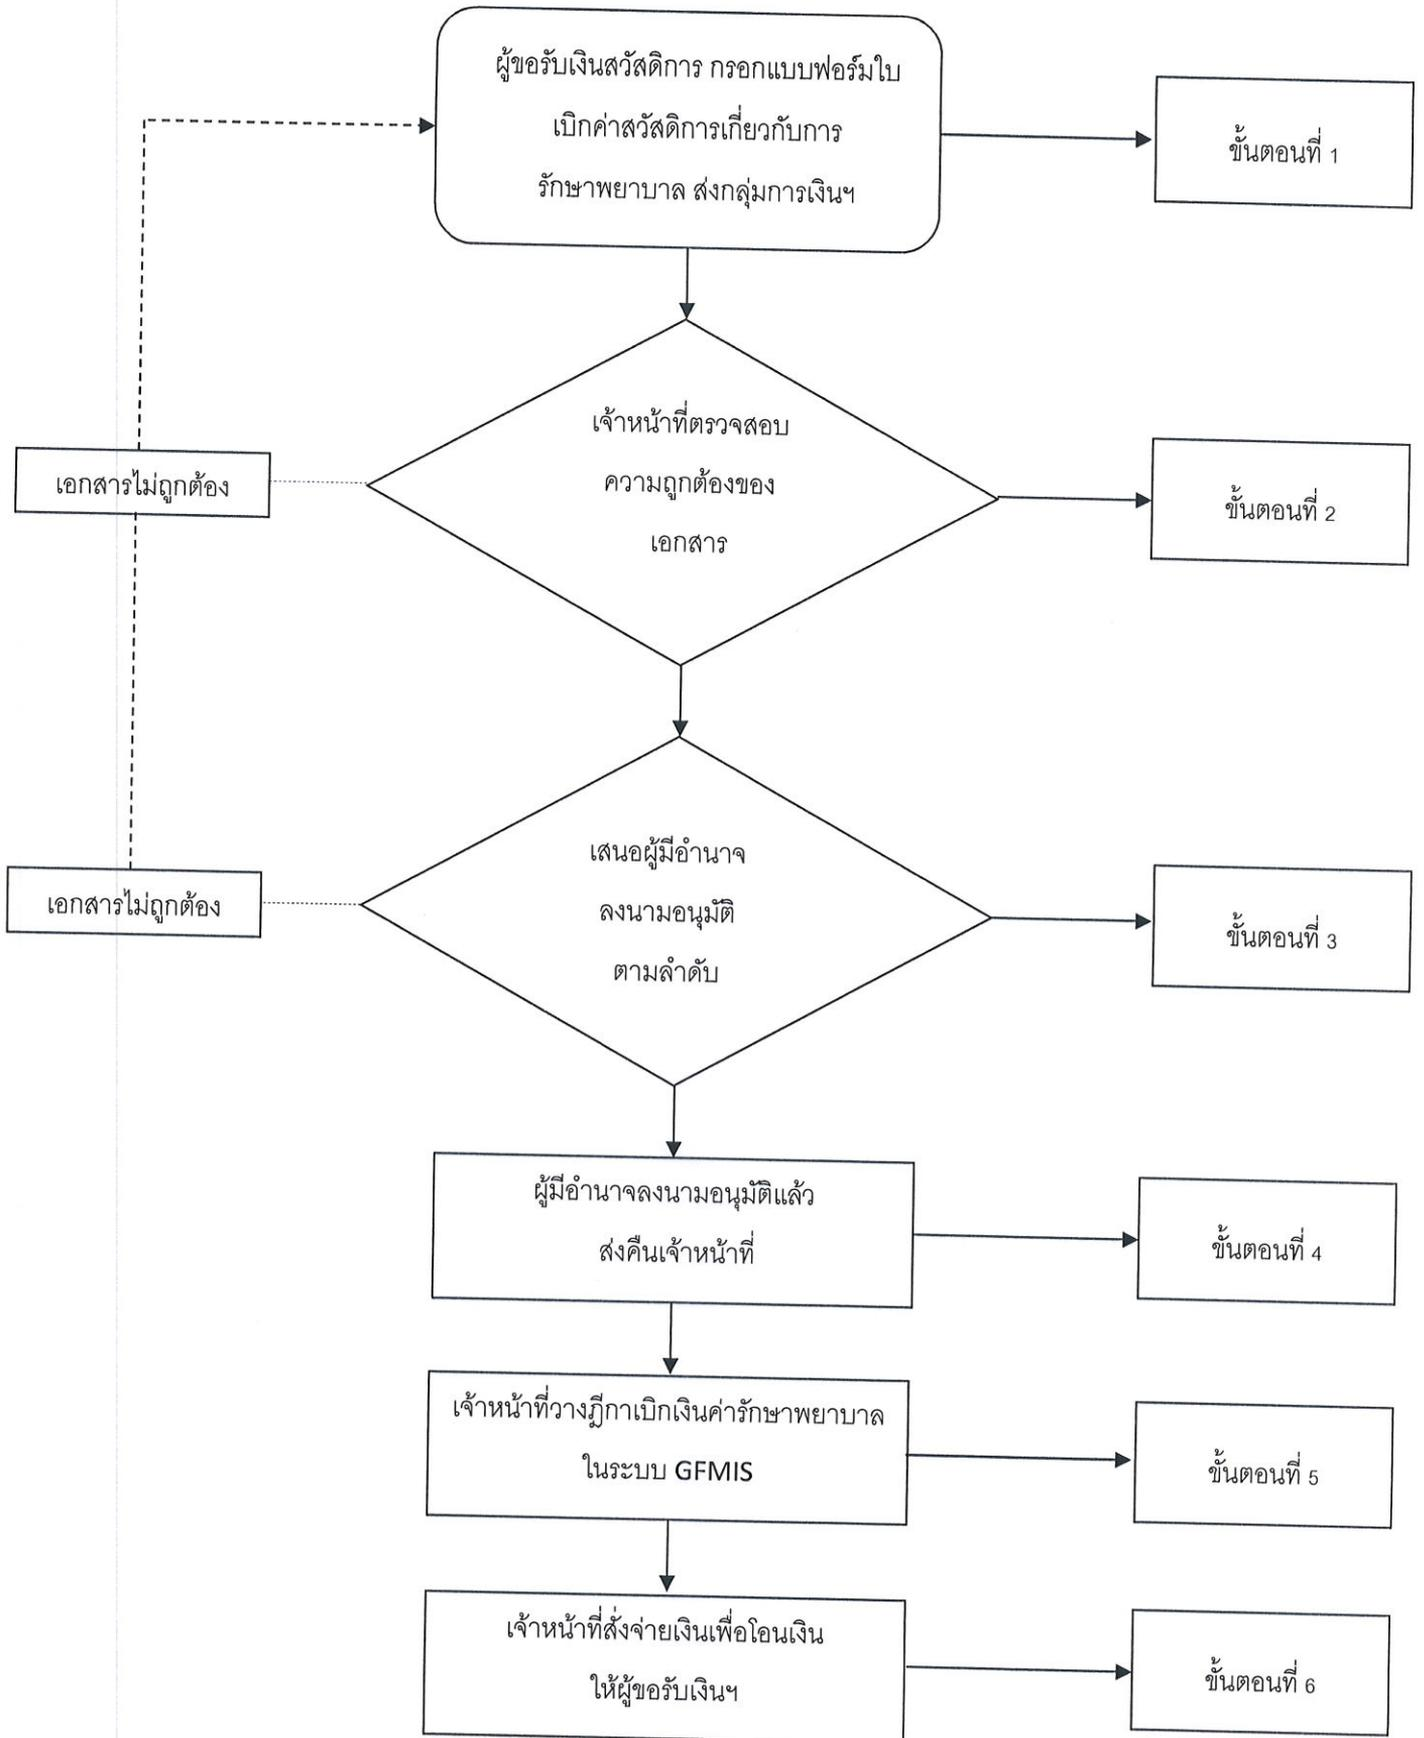 ผู้ขอรับเงินสวัสดิการ กรอกแบบฟอร์มใบ
เบิกค่าสวัสดิการเกี่ยวกับการ
รักษาพยาบาล ส่งกลุ่มการเงินฯ
ขั้นตอนที่ 1
เจ้าหน้าที่ตรวจสอบ
ความถูกต้องของ
เอกสาร
เอกสารไม่ถูกต้อง
ขั้นตอนที่ 2
เสนอผู้มีอำนาจ
ลงนามอนุมัติ
ตามลำดับ
เอกสารไม่ถูกต้อง
ขั้นตอนที่ 3
ผู้มีอำนาจลงนามอนุมัติแล้ว
ส่งคืนเจ้าหน้าที่
ขั้นตอนที่ 4
เจ้าหน้าที่วางฎีกาเบิกเงินค่ารักษาพยาบาล
ในระบบ GFMIS
ขั้นตอนที่ 5
เจ้าหน้าที่สั่งจ่ายเงินเพื่อโอนเงิน
ให้ผู้ขอรับเงินฯ
ขั้นตอนที่ 6